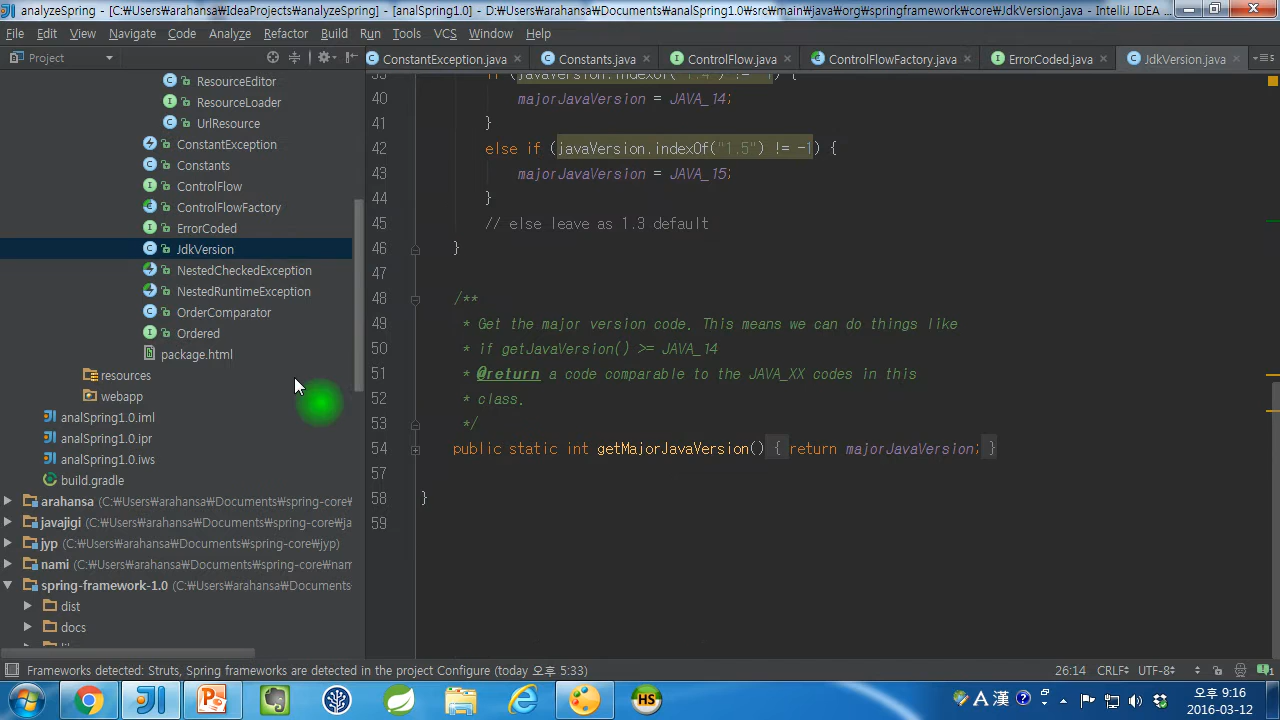 analyzeSpring - [C:₩Users₩arahansa₩IdeaProjects₩analyzeSpring] - [analSpring1.0] - D:₩Users₩arahansa₩Documents₩analSpring1.0₩src₩main₩java₩org₩springframework₩core₩JdkVersion.java - IntelliJ IDEA ...
File Edit View Navigate Code Analyze Refactor Build Run Tools VCS Window Help
Project
ConstantException.java Constants.java ControlFlow.java ControlFlowFactory.java ErrorCoded.java JdkVersion.java
ResourceEditor
ResourceLoader
UrlResource
ConstantException
Constants
ControlFlow
ControlFlowFactory
ErrorCoded
JdkVersion
NestedCheckedException
NestedRuntimeException
OrderComparator
Ordered
package.html
resources
webapp
analSpring1.0.iml
analSpring1.0.ipr
analSpring1.0.iws
build.gradle
arahansa (C:₩Users₩arahansa₩Documents₩spring-core₩
javajigi (C:₩Users₩arahansa₩Documents₩spring-core₩ja
jyp (C:₩Users₩arahansa₩Documents₩spring-core₩jyp)
nami (C:₩Users₩arahansa₩Documents₩spring-core₩nam
spring-framework-1.0 (C:₩Users₩arahansa₩Documents
dist
docs
39 if (javaVersion.indexOf("1.4") != -1) {
40 majorJavaVersion = JAVA_14;
41 }
42 else if (javaVersion.indexOf("1.5") != -1) {
43 majorJavaVersion = JAVA_15;
44 }
45 // else leave as 1.3 default
46 }
47
48 /**
49 * Get the major version code. This means we can do things like
50 * if getJavaVersion() >= JAVA_14
51 * @return a code comparable to the JAVA_XX codes in this
52 * class.
53 */
54 public static int getMajorJavaVersion() { return majorJavaVersion; }
57
58 }
59
Frameworks detected: Struts, Spring frameworks are detected in the project Configure (today 오후 5:33)
26:14 CRLF UTF-8
A 漢
HS
오후 9:16
2016-03-12